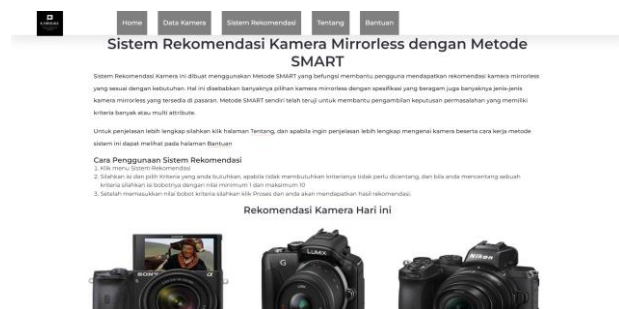 Home Data Kamera Sistem Rekomendasi Tentang Bantuan
Sistem Rekomendasi Kamera Mirrorless dengan Metode
SMART
Sistem Rekomendasi Kamera ini dibuat menggunakan Metode SMART yang befungsi membantu pengguna mendapatkan rekomendasi kamera mirrorless
yang sesuai dengan kebutuhan. Hal ini disebabkan banyaknya pilihan kamera mirrorless dengan spesifikasi yang beragam juga banyaknya jenis-jenis
kamera mirrorless yang tersedia di pasaran. Metode SMART sendiri telah teruji untuk membantu pengambilan keputusan permasalahan yang memiliki
kriteria banyak atau multi attribute.
Untuk penjelasan lebih lengkap silahkan klik halaman Tentang, dan apabila ingin penjelasan lebih lengkap mengenai kamera beserta cara kerja metode
sistem ini dapat melihat pada halaman Bantuan
Cara Penggunaan Sistem Rekomendasi
1. Klik menu Sistem Rekomendasi
2. Silahkan isi dan pilih kriteria yang anda butuhkan, apabila tidak membutuhkan kriterianya tidak perlu dicentang, dan bila anda mencentang sebuah
kriteria silahkan isi bobotnya dengan nilai minimum 1 dan maksimum 10
3. Setelah memasukkan nilai bobot kriteria silahkan klik Proses dan anda akan mendapatkan hasil rekomendasi.
Rekomendasi Kamera Hari ini
SONY α
LUMIX
G
Nikon